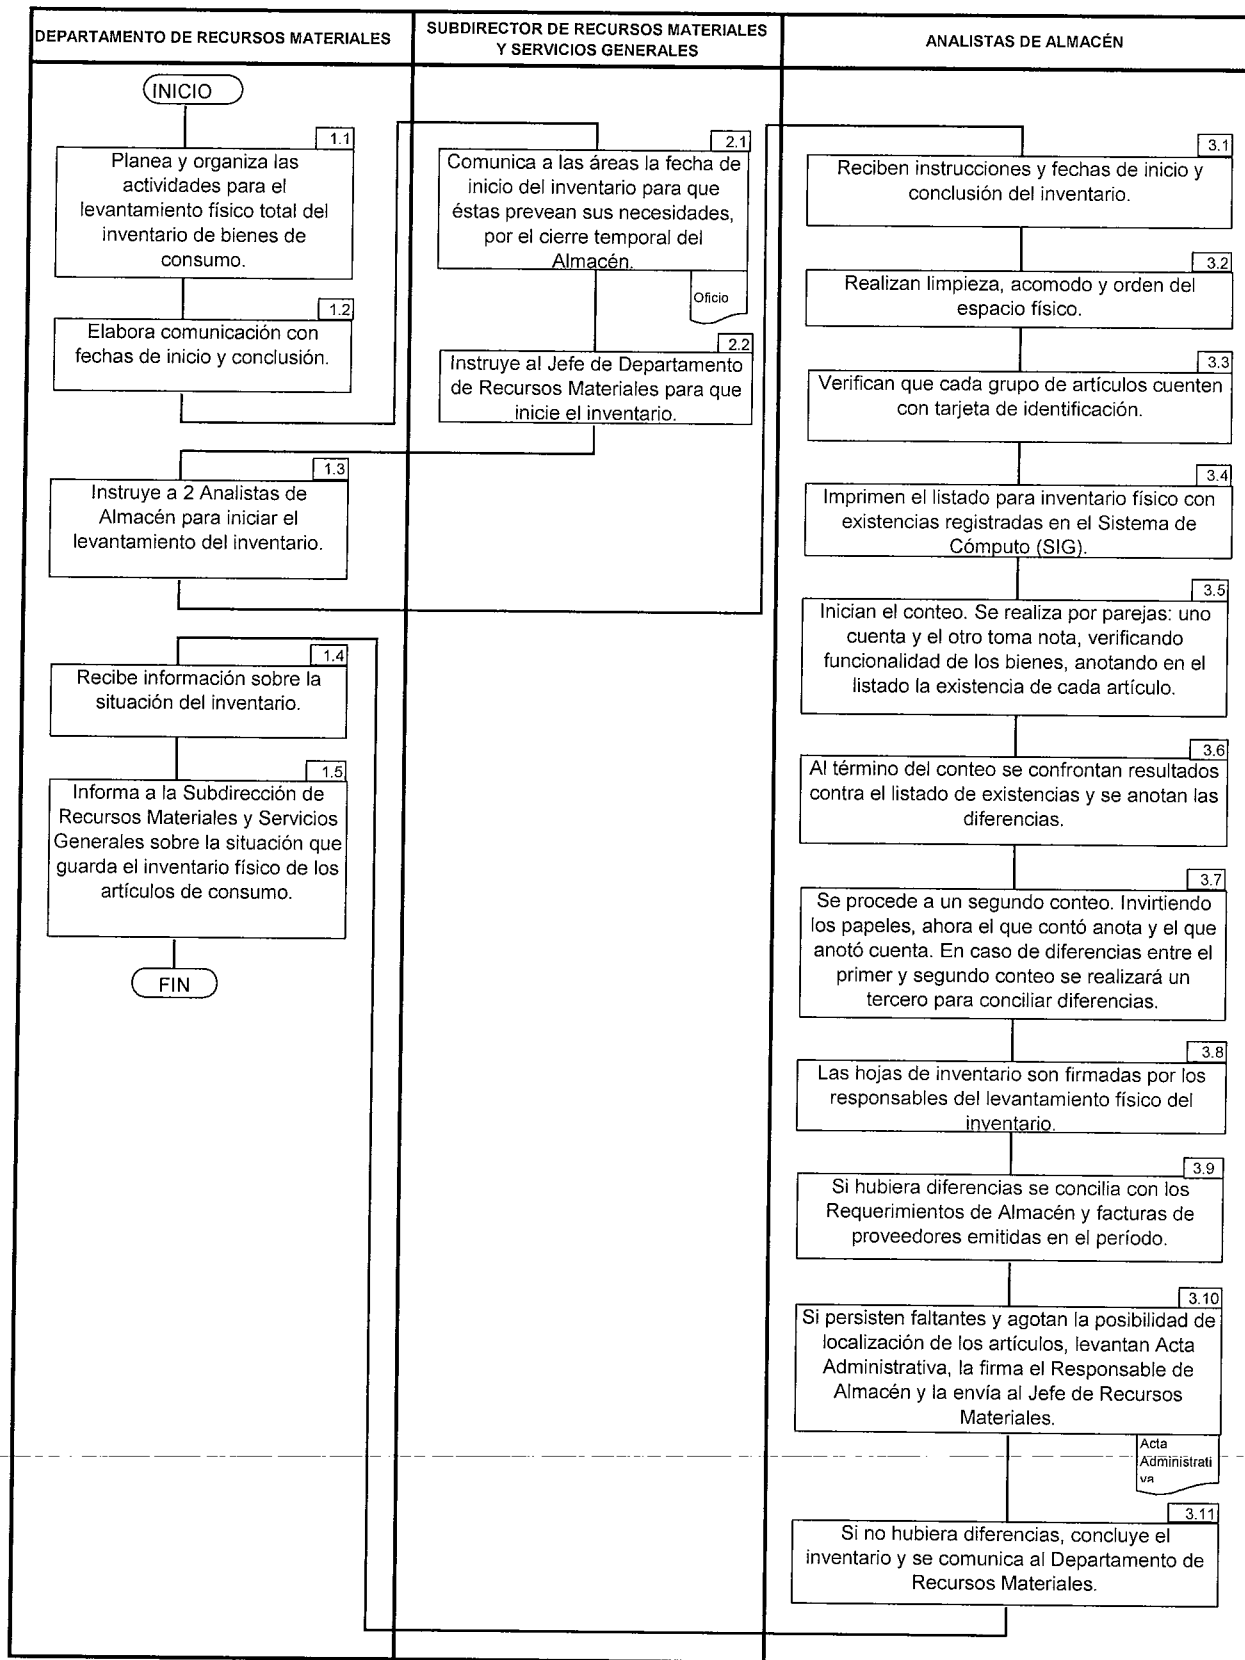 DEPARTAMENTO DE RECURSOS MATERIALES
SUBDIRECTOR DE RECURSOS MATERIALES
Y SERVICIOS GENERALES
ANALISTAS DE ALMACÉN
INICIO
1.1
Planea y organiza las
actividades para el
levantamiento físico total del
inventario de bienes de
consumo.
1.2
Elabora comunicación con
fechas de inicio y conclusión.
2.1
Comunica a las áreas la fecha de
inicio del inventario para que
éstas prevean sus necesidades,
por el cierre temporal del
Almacén.
Oficio
2.2
Instruye al Jefe de Departamento
de Recursos Materiales para que
inicie el inventario.
1.3
Instruye a 2 Analistas de
Almacén para iniciar el
levantamiento del inventario.
3.1
Reciben instrucciones y fechas de inicio y
conclusión del inventario.
3.2
Realizan limpieza, acomodo y orden del
espacio físico.
3.3
Verifican que cada grupo de artículos cuenten
con tarjeta de identificación.
3.4
Imprimen el listado para inventario físico con
existencias registradas en el Sistema de
Cómputo (SIG).
3.5
Inician el conteo. Se realiza por parejas: uno
cuenta y el otro toma nota, verificando
funcionalidad de los bienes, anotando en el
listado la existencia de cada artículo.
3.6
Al término del conteo se confrontan resultados
contra el listado de existencias y se anotan las
diferencias.
3.7
Se procede a un segundo conteo. Invirtiendo
los papeles, ahora el que contó anota y el que
anotó cuenta. En caso de diferencias entre el
primer y segundo conteo se realizará un
tercero para conciliar diferencias.
3.8
Las hojas de inventario son firmadas por los
responsables del levantamiento físico del
inventario.
3.9
Si hubiera diferencias se concilia con los
Requerimientos de Almacén y facturas de
proveedores emitidas en el período.
3.10
Si persisten faltantes y agotan la posibilidad de
localización de los artículos, levantan Acta
Administrativa, la firma el Responsable de
Almacén y la envía al Jefe de Recursos
Materiales.
Acta
Administrati
va
3.11
Si no hubiera diferencias, concluye el
inventario y se comunica al Departamento de
Recursos Materiales.
1.4
Recibe información sobre la
situación del inventario.
1.5
Informa a la Subdirección de
Recursos Materiales y Servicios
Generales sobre la situación que
guarda el inventario físico de los
artículos de consumo.
FIN